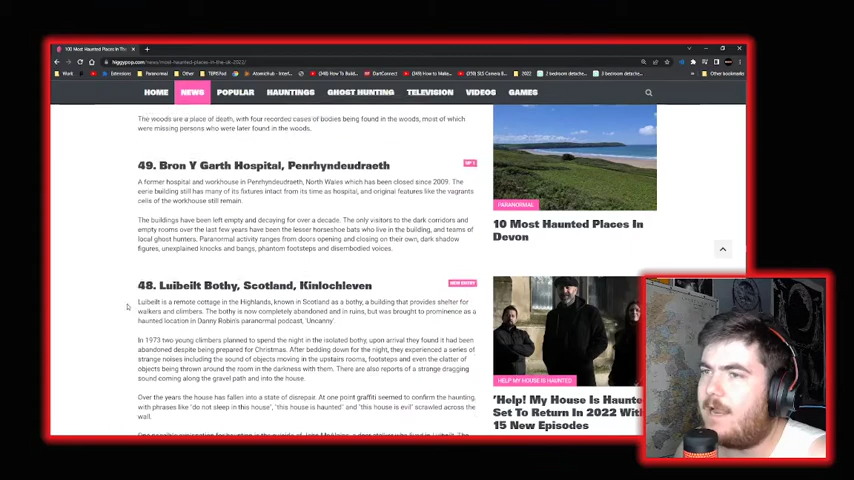 100 Most Haunted Places In The
higgypop.com/news/most-haunted-places-in-the-uk-2022/
Work
Extensions
Paranormal
Other
DartConnect
2022
Other bookmarks
HOME
NEWS
POPULAR
HAUNTINGS
GHOST HUNTING
TELEVISION
VIDEOS
GAMES
The woods are a place of death, with four recorded cases of bodies being found in the woods, most of which
were missing persons who were later found in the woods.
49. Bron Y Garth Hospital, Penrhyndeudraeth
A former hospital and workhouse in Penrhyndeudraeth, North Wales which has been closed since 2009. The
eerie building still has many of its fixtures intact from its time as hospital, and original features like the vagrants
cells of the workhouse still remain.
The buildings have been left empty and decaying for over a decade. The only visitors to the dark corridors and
empty rooms over the last few years have been the lesser horseshoe bats who live in the building, and teams of
local ghost hunters. Paranormal activity ranges from doors opening and closing on their own, dark shadow
figures, unexplained knocks and bangs, phantom footsteps and disembodied voices.
48. Luibeilt Bothy, Scotland, Kinlochleven
NEW ENTRY
Luibeilt is a remote cottage in the Highlands, known in Scotland as a bothy, a building that provides shelter for
walkers and climbers. The bothy is now completely abandoned and in ruins, but was brought to prominence as a
haunted location in Danny Robin's paranormal podcast, 'Uncanny'.
In 1973 two young climbers planned to spend the night in the isolated bothy, upon arrival they found it had been
abandoned despite being prepared for Christmas. After bedding down for the night, they experienced a series of
strange noises including the sound of objects moving in the upstairs rooms, footsteps and even the clatter of
objects being thrown around the room in the darkness with them. There are also reports of a strange dragging
sound coming along the gravel path and into the house.
Over the years the house has fallen into a state of disrepair. At one point graffiti seemed to confirm the haunting,
with phrases like 'do not sleep in this house', 'this house is haunted' and 'this house is evil' scrawled across the
wall.
PARANORMAL
10 Most Haunted Places In
Devon
HELP MY HOUSE IS HAUNTED
'Help! My House Is Haunte
Set To Return In 2022 With
15 New Episodes